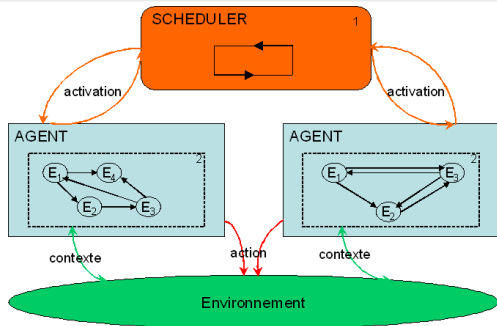 SCHEDULER 1
activation
activation
AGENT
2
E1 E4
E2 E3
AGENT
2
E1 E3
E2
contexte
action
contexte
Environnement